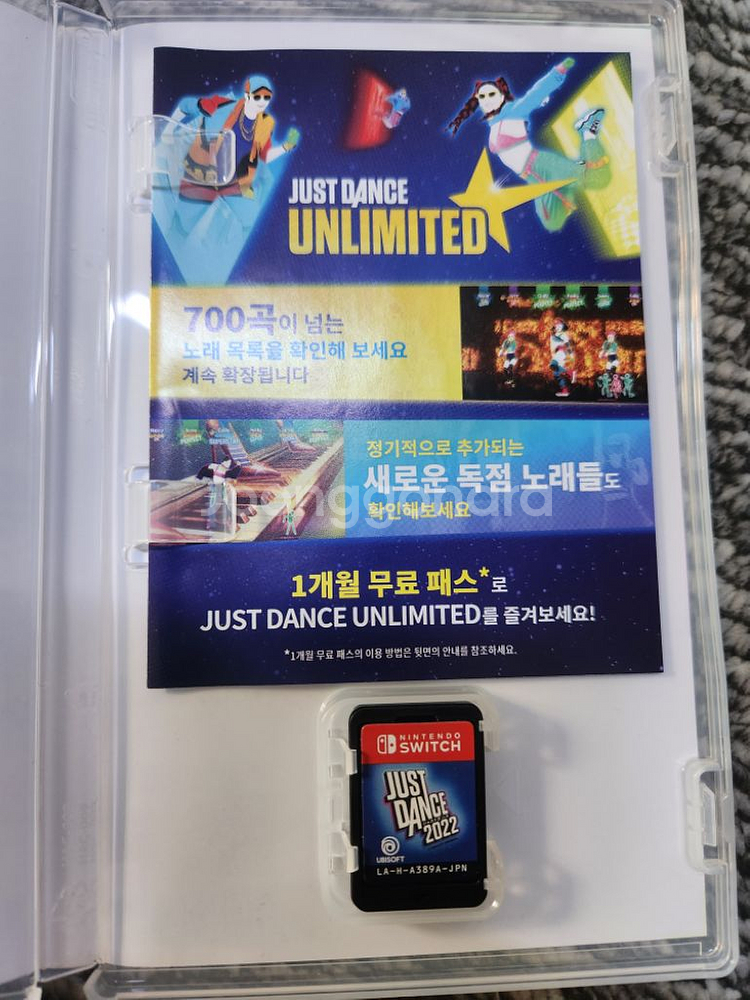 JUST DANCE
UNLIMITED
700곡이 넘는
노래 목록을 확인해 보세요
계속 확장됩니다
정기적으로 추가되는
새로운 독점 노래들도
확인해보세요
joonggonara
1개월 무료 패스*로
JUST DANCE UNLIMITED를 즐겨보세요!
*1개월 무료 패스의 이용 방법은 뒷면의 안내를 참조하세요.
NINTENDO
SWITCH
JUST
DANCE
2022
UBISOFT
LA-H-A389A-JPN